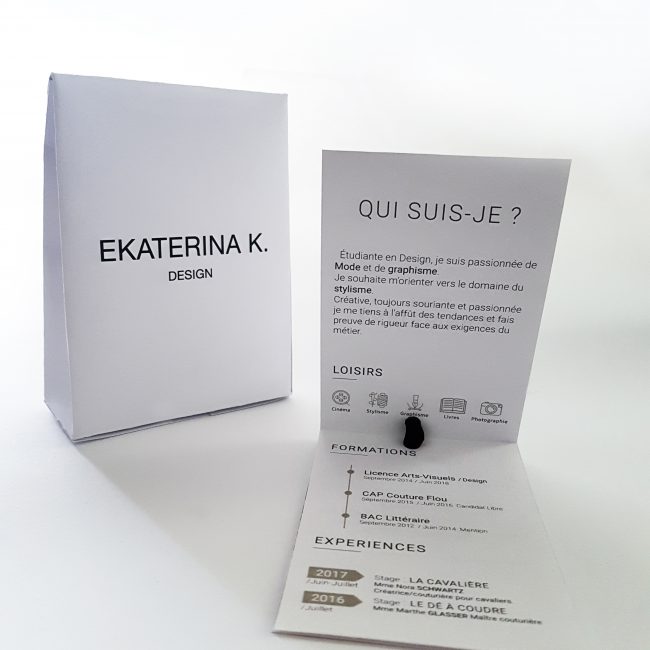 EKATERINA K.
DESIGN
QUI SUIS-JE ?
Étudiante en Design, je suis passionnée de
Mode et de graphisme.
Je souhaite m'orienter vers le domaine du
stylisme.
Créative, toujours souriante et passionnée
je me tiens à l'affût des tendances et fais
preuve de rigueur face aux exigences du
métier.
LOISIRS
Cinéma Stylisme Graphisme Livres Photographie
FORMATIONS
Licence Arts-Visuels / Design
Septembre 2014 / Juin 2016
CAP Couture Flou
Septembre 2015 / Juin 2016 Candidat Libre
BAC Littéraire
Septembre 2012 / Juin 2014 Mention
EXPERIENCES
2017 Stage : LA CAVALIÈRE
/Juin-Juillet Mme Nora SCHWARTZ
Créatrice/couturière pour cavaliers
2016 Stage : LE DÉ À COUDRE
/Juillet Mme Marthe GLASSER Maître couturière